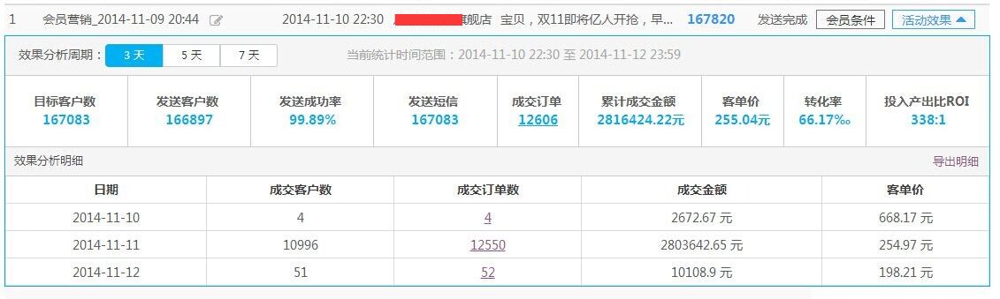 1 会员营销_2014-11-09 20:44 2014-11-10 22:30 旗舰店 宝贝，双11即将亿人开抢，早... 167820 发送完成 会员条件 活动效果
效果分析周期： 3 天 5 天 7 天 当前统计时间范围：2014-11-10 22:30 至 2014-11-12 23:59
目标客户数 发送客户数 发送成功率 发送短信 成交订单 累计成交金额 客单价 转化率 投入产出比ROI
167083 166897 99.89% 167083 12606 2816424.22元 255.04元 66.17‰ 338:1
效果分析明细 导出明细
日期 成交客户数 成交订单数 成交金额 客单价
2014-11-10 4 4 2672.67 元 668.17 元
2014-11-11 10996 12550 2803642.65 元 254.97 元
2014-11-12 51 52 10108.9 元 198.21 元